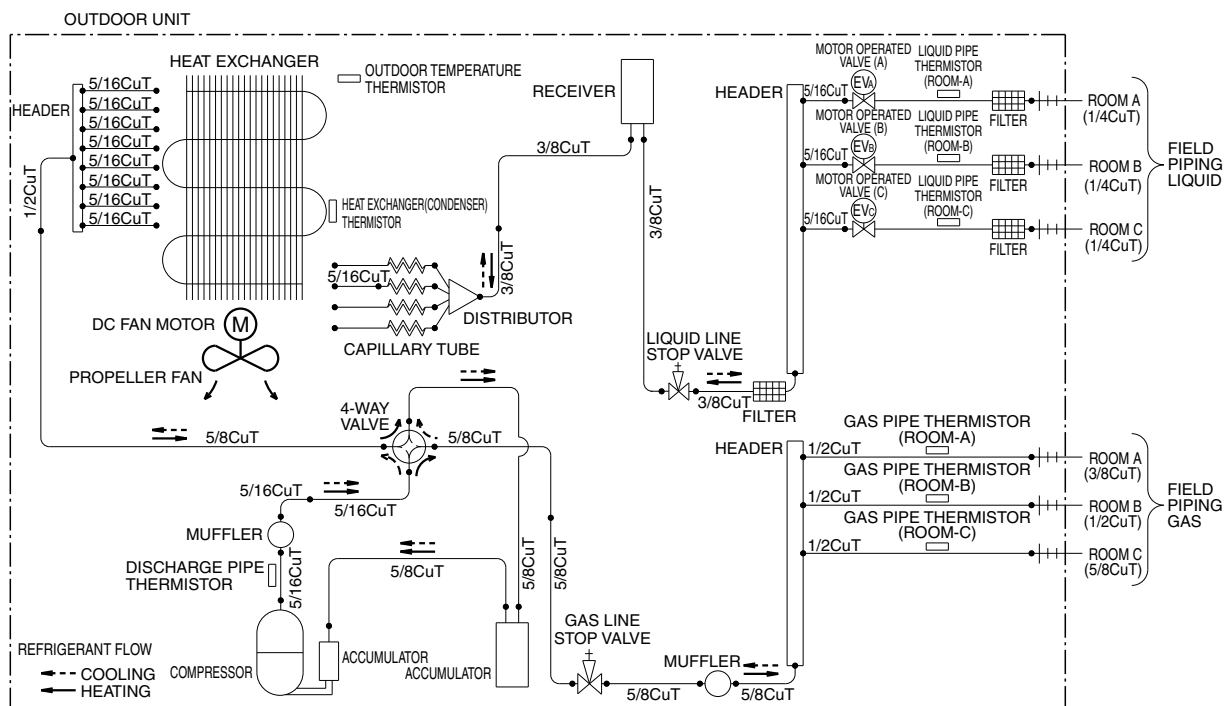 OUTDOOR UNIT
HEAT EXCHANGER
OUTDOOR TEMPERATURE
THERMISTOR
HEADER
5/16CuT
5/16CuT
5/16CuT
5/16CuT
5/16CuT
5/16CuT
5/16CuT
5/16CuT
1/2CuT
HEAT EXCHANGER(CONDENSER)
THERMISTOR
5/16CuT
CAPILLARY TUBE
DISTRIBUTOR
3/8CuT
3/8CuT
RECEIVER
3/8CuT
DC FAN MOTOR
M
PROPELLER FAN
LIQUID LINE
STOP VALVE
3/8CuT
FILTER
HEADER
MOTOR OPERATED
VALVE (A)
LIQUID PIPE
THERMISTOR
(ROOM-A)
5/16CuT
EVA
FILTER
ROOM A
(1/4CuT)
MOTOR OPERATED
VALVE (B)
LIQUID PIPE
THERMISTOR
(ROOM-B)
5/16CuT
EVB
FILTER
ROOM B
(1/4CuT)
MOTOR OPERATED
VALVE (C)
LIQUID PIPE
THERMISTOR
(ROOM-C)
5/16CuT
EVC
FILTER
ROOM C
(1/4CuT)
FIELD
PIPING
LIQUID
4-WAY
VALVE
5/8CuT
5/8CuT
5/16CuT
5/16CuT
MUFFLER
DISCHARGE PIPE
THERMISTOR
5/16CuT
5/8CuT
5/8CuT
5/8CuT
COMPRESSOR
ACCUMULATOR
ACCUMULATOR
GAS LINE
STOP VALVE
5/8CuT
MUFFLER
5/8CuT
HEADER
GAS PIPE THERMISTOR
(ROOM-A)
1/2CuT
ROOM A
(3/8CuT)
GAS PIPE THERMISTOR
(ROOM-B)
1/2CuT
ROOM B
(1/2CuT)
GAS PIPE THERMISTOR
(ROOM-C)
1/2CuT
ROOM C
(5/8CuT)
FIELD
PIPING
GAS
REFRIGERANT FLOW
COOLING
HEATING